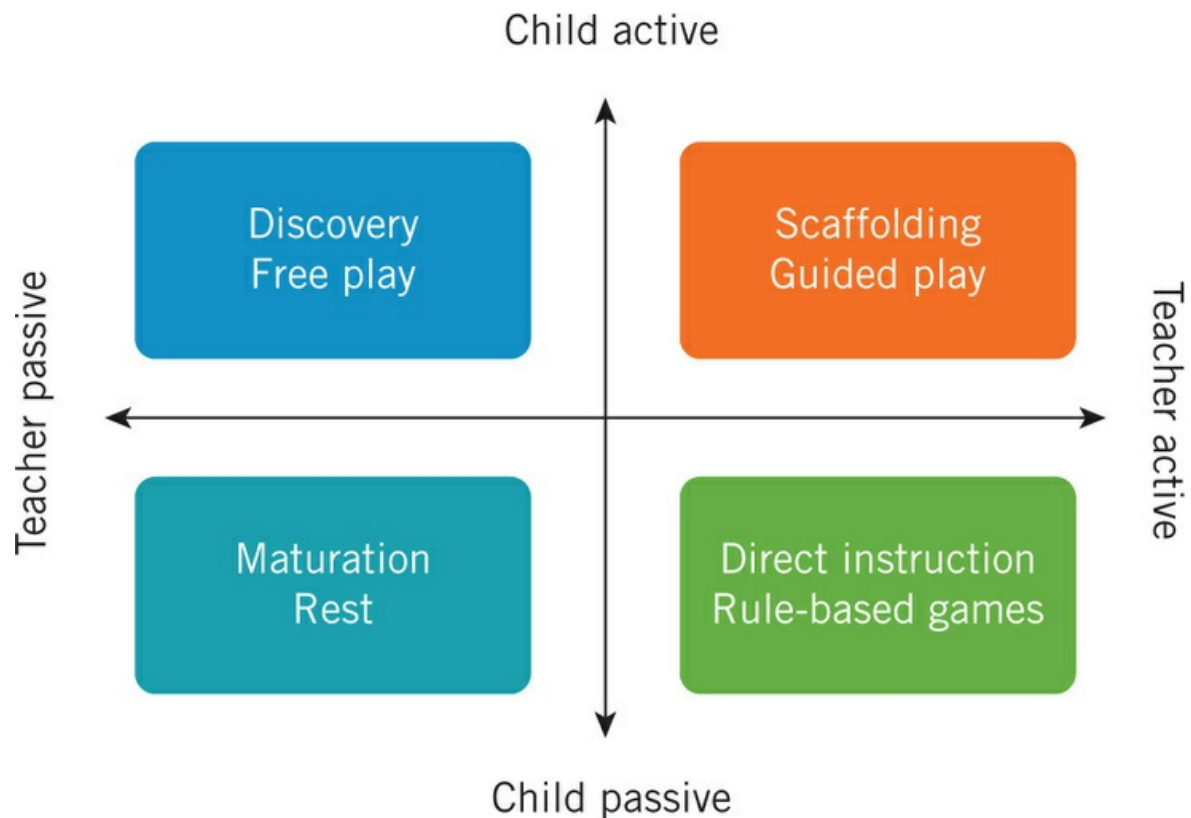 Child active
Discovery
Free play
Scaffolding
Guided play
Teacher passive
Teacher active
Maturation
Rest
Direct instruction
Rule-based games
Child passive